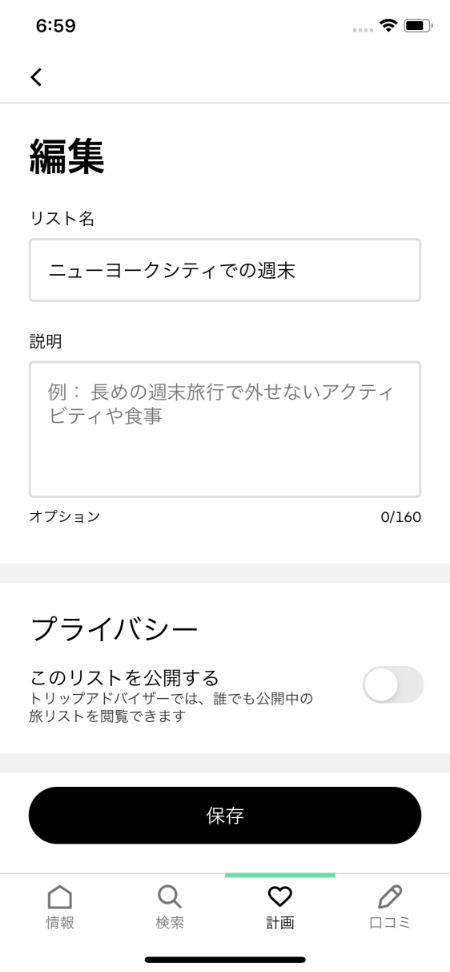 6:59
編集
リスト名
ニューヨークシティでの週末
説明
例： 長めの週末旅行で外せないアクティ
ビティや食事
オプション 0/160
プライバシー
このリストを公開する
トリップアドバイザーでは、誰でも公開中の
旅リストを閲覧できます
保存
情報 検索 計画 口コミ